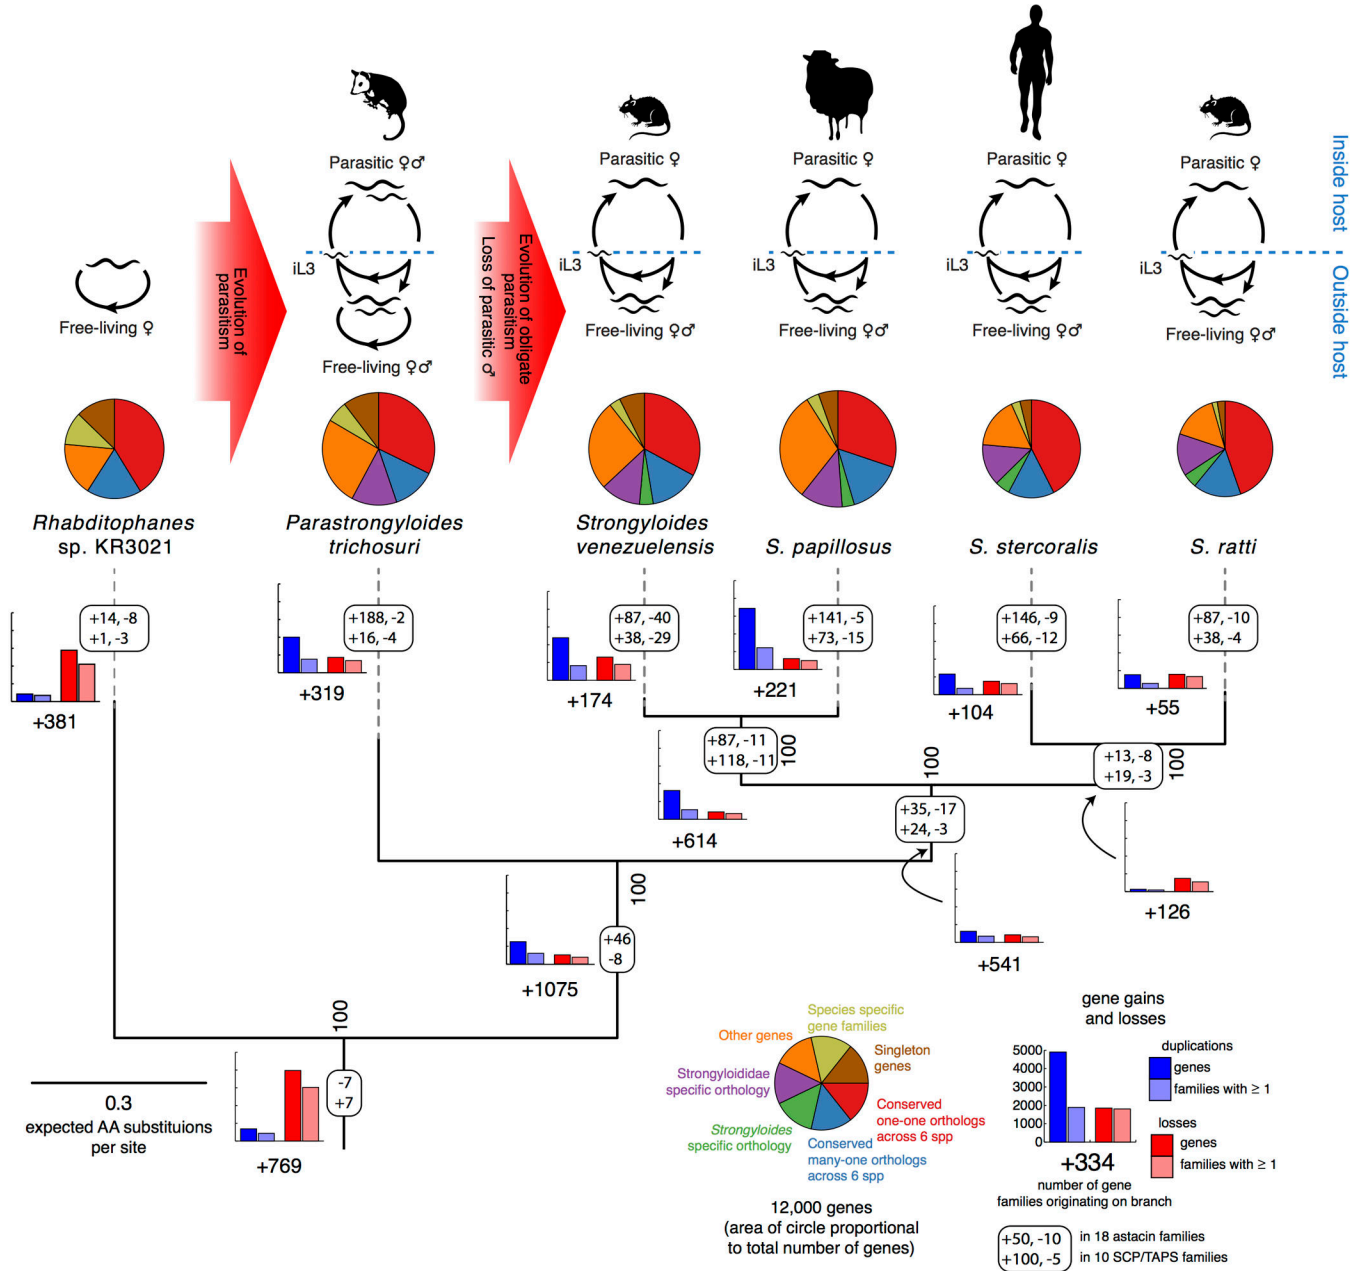 Parasitic ♀♂
Parasitic ♀
Parasitic ♀
Parasitic ♀
Parasitic ♀
Inside host
Outside host
Evolution of
parasitism
Evolution of obligate
parasitism
Loss of parasitic ♂
iL3
iL3
iL3
iL3
iL3
Free-living ♀
Free-living ♀♂
Free-living ♀♂
Free-living ♀♂
Free-living ♀♂
Free-living ♀♂
Rhabditophanes
sp. KR3021
Parastrongyloides
trichosuri
Strongyloides
venezuelensis
S. papillosus
S. stercoralis
S. ratti
+14, -8
+1, -3
+381
+188, -2
+16, -4
+319
+87, -40
+38, -29
+174
+141, -5
+73, -15
+221
+146, -9
+66, -12
+104
+87, -10
+38, -4
+55
+87, -11
+118, -11
100
+614
100
+13, -8
+19, -3
100
+126
+35, -17
+24, -3
+541
100
+46
-8
+1075
100
-7
+7
+769
0.3
expected AA substituions
per site
Species specific
gene families
Other genes
Singleton
genes
Strongyloididae
specific orthology
Strongyloides
specific orthology
Conserved
one-one orthologs
across 6 spp
Conserved
many-one orthologs
across 6 spp
12,000 genes
(area of circle proportional
to total number of genes)
gene gains
and losses
5000
4000
3000
2000
1000
0
duplications
genes
families with ≥ 1
losses
genes
families with ≥ 1
+334
number of gene
families originating on branch
+50, -10
in 18 astacin families
+100, -5
in 10 SCP/TAPS families